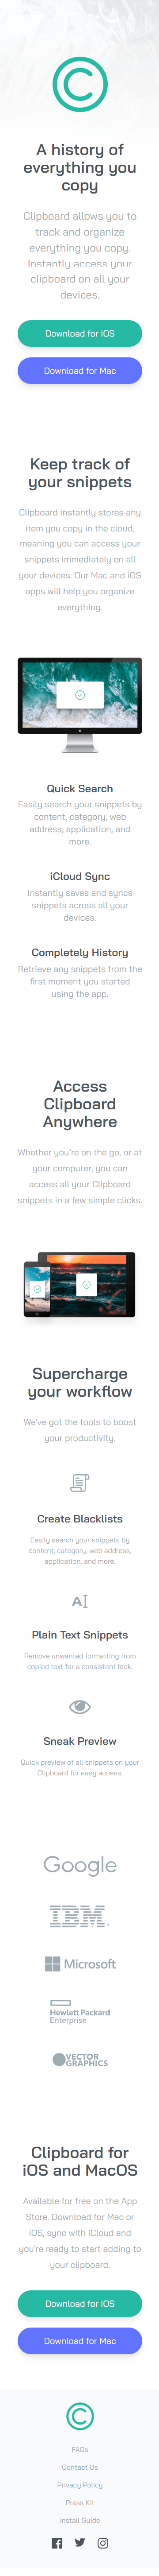 A history of
everything you
copy
Clipboard allows you to
track and organize
everything you copy.
Instantly access your
clipboard on all your
devices.
Download for iOS
Download for Mac
Keep track of
your snippets
Clipboard instantly stores any
item you copy in the cloud,
meaning you can access your
snippets immediately on all
your devices. Our Mac and iOS
apps will help you organize
everything.
Quick Search
Easily search your snippets by
content, category, web
address, application, and
more.
iCloud Sync
Instantly saves and syncs
snippets across all your
devices.
Completely History
Retrieve any snippets from the
first moment you started
using the app.
Access
Clipboard
Anywhere
Whether you're on the go, or at
your computer, you can
access all your Clipboard
snippets in a few simple clicks.
Supercharge
your workflow
We've got the tools to boost
your productivity.
Create Blacklists
Easily search your snippets by
content, category, web address,
application, and more.
Plain Text Snippets
Remove unwanted formatting from
copied text for a consistent look.
Sneak Preview
Quick preview of all snippets on your
Clipboard for easy access.
Google
IBM
Microsoft
Hewlett Packard
Enterprise
VECTOR
GRAPHICS
Clipboard for
iOS and MacOS
Available for free on the App
Store. Download for Mac or
iOS, sync with iCloud and
you're ready to start adding to
your clipboard.
Download for iOS
Download for Mac
FAQs
Contact Us
Privacy Policy
Press Kit
Install Guide